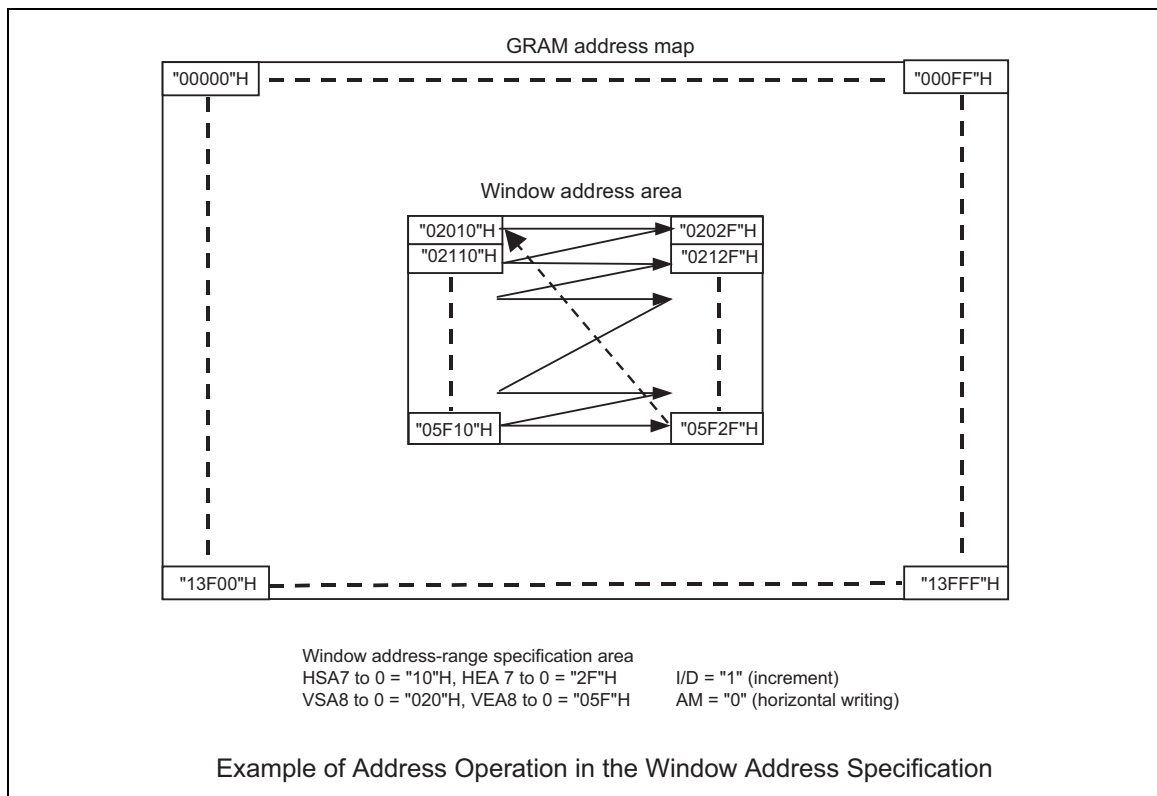 GRAM address map
"00000"H
"000FF"H
Window address area
"02010"H
"0202F"H
"02110"H
"0212F"H
"05F10"H
"05F2F"H
"13F00"H
"13FFF"H
Window address-range specification area
HSA7 to 0 = "10"H, HEA 7 to 0 = "2F"H
I/D = "1" (increment)
VSA8 to 0 = "020"H, VEA8 to 0 = "05F"H
AM = "0" (horizontal writing)
Example of Address Operation in the Window Address Specification